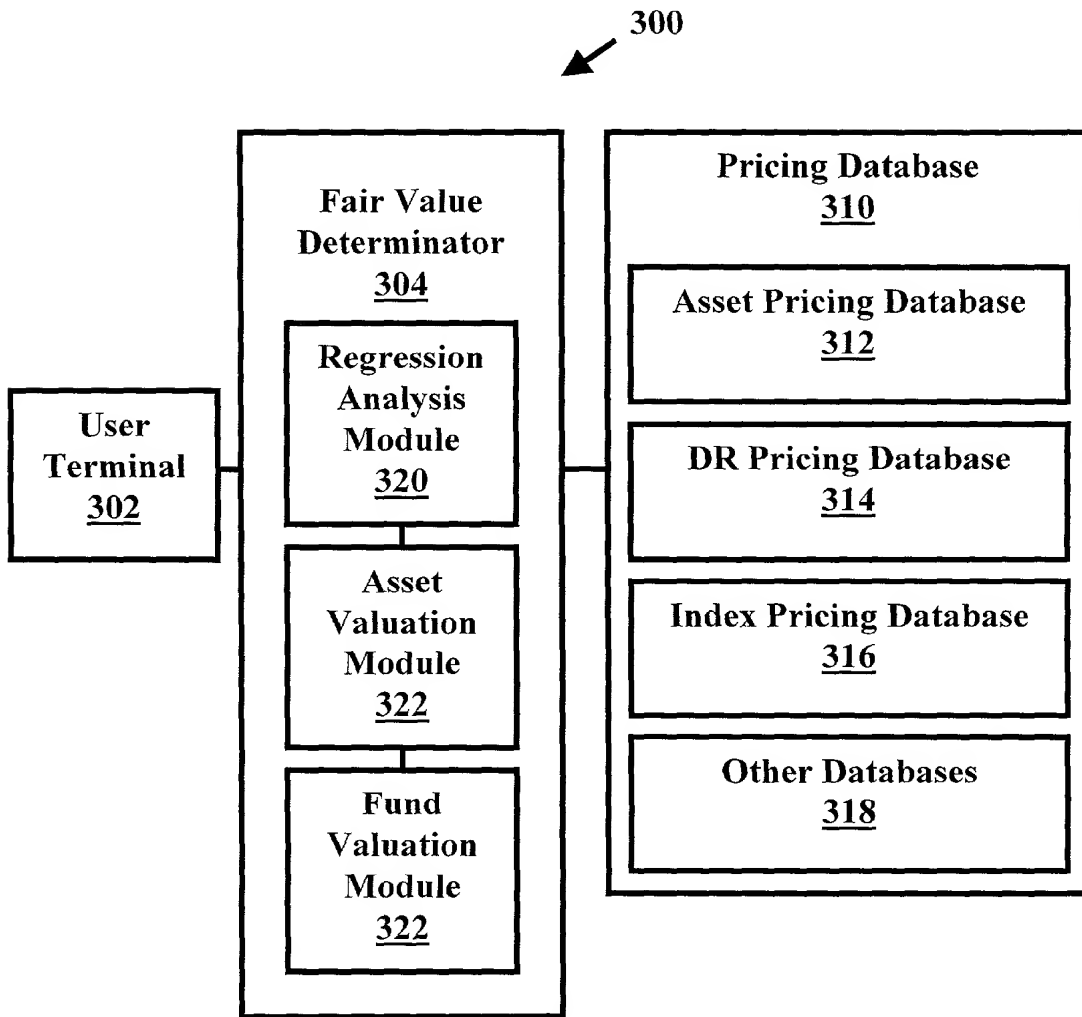 300
User
Terminal
302
Fair Value
Determinator
304
Regression
Analysis
Module
320
Asset
Valuation
Module
322
Fund
Valuation
Module
322
Pricing Database
310
Asset Pricing Database
312
DR Pricing Database
314
Index Pricing Database
316
Other Databases
318